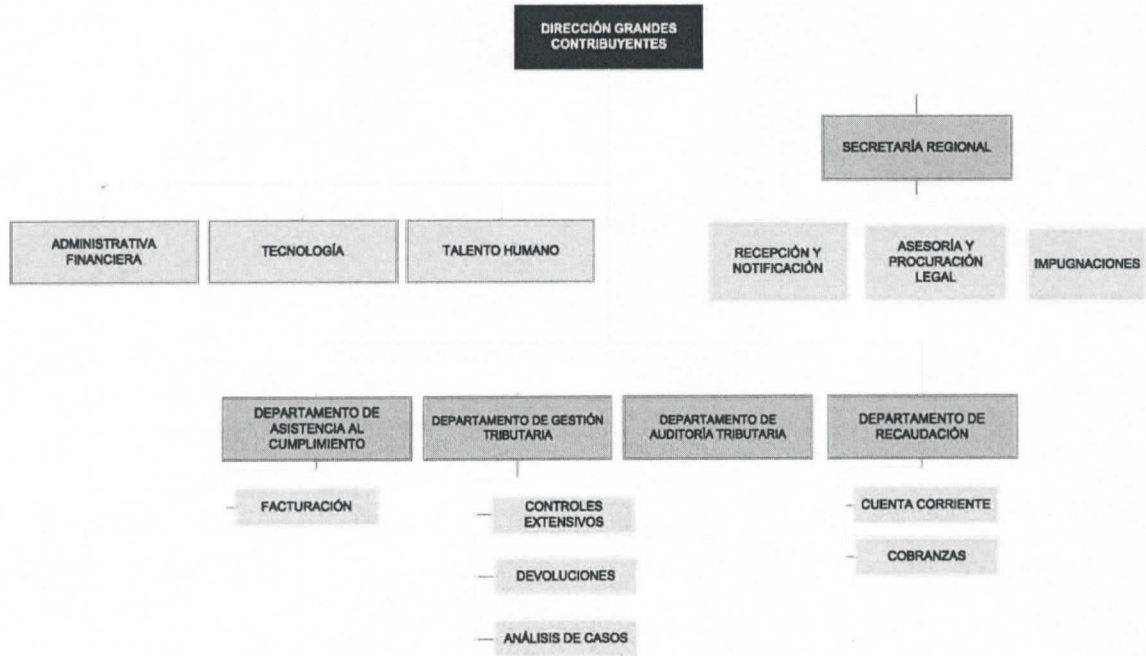 DIRECCIÓN GRANDES
CONTRIBUYENTES
SECRETARÍA REGIONAL
ADMINISTRATIVA
FINANCIERA
TECNOLOGÍA
TALENTO HUMANO
RECEPCIÓN Y
NOTIFICACIÓN
ASESORÍA Y
PROCURACIÓN
LEGAL
IMPUGNACIONES
DEPARTAMENTO DE
ASISTENCIA AL
CUMPLIMIENTO
DEPARTAMENTO DE GESTIÓN
TRIBUTARIA
DEPARTAMENTO DE
AUDITORÍA TRIBUTARIA
DEPARTAMENTO DE
RECAUDACIÓN
FACTURACIÓN
CONTROLES
EXTENSIVOS
DEVOLUCIONES
ANÁLISIS DE CASOS
CUENTA CORRIENTE
COBRANZAS